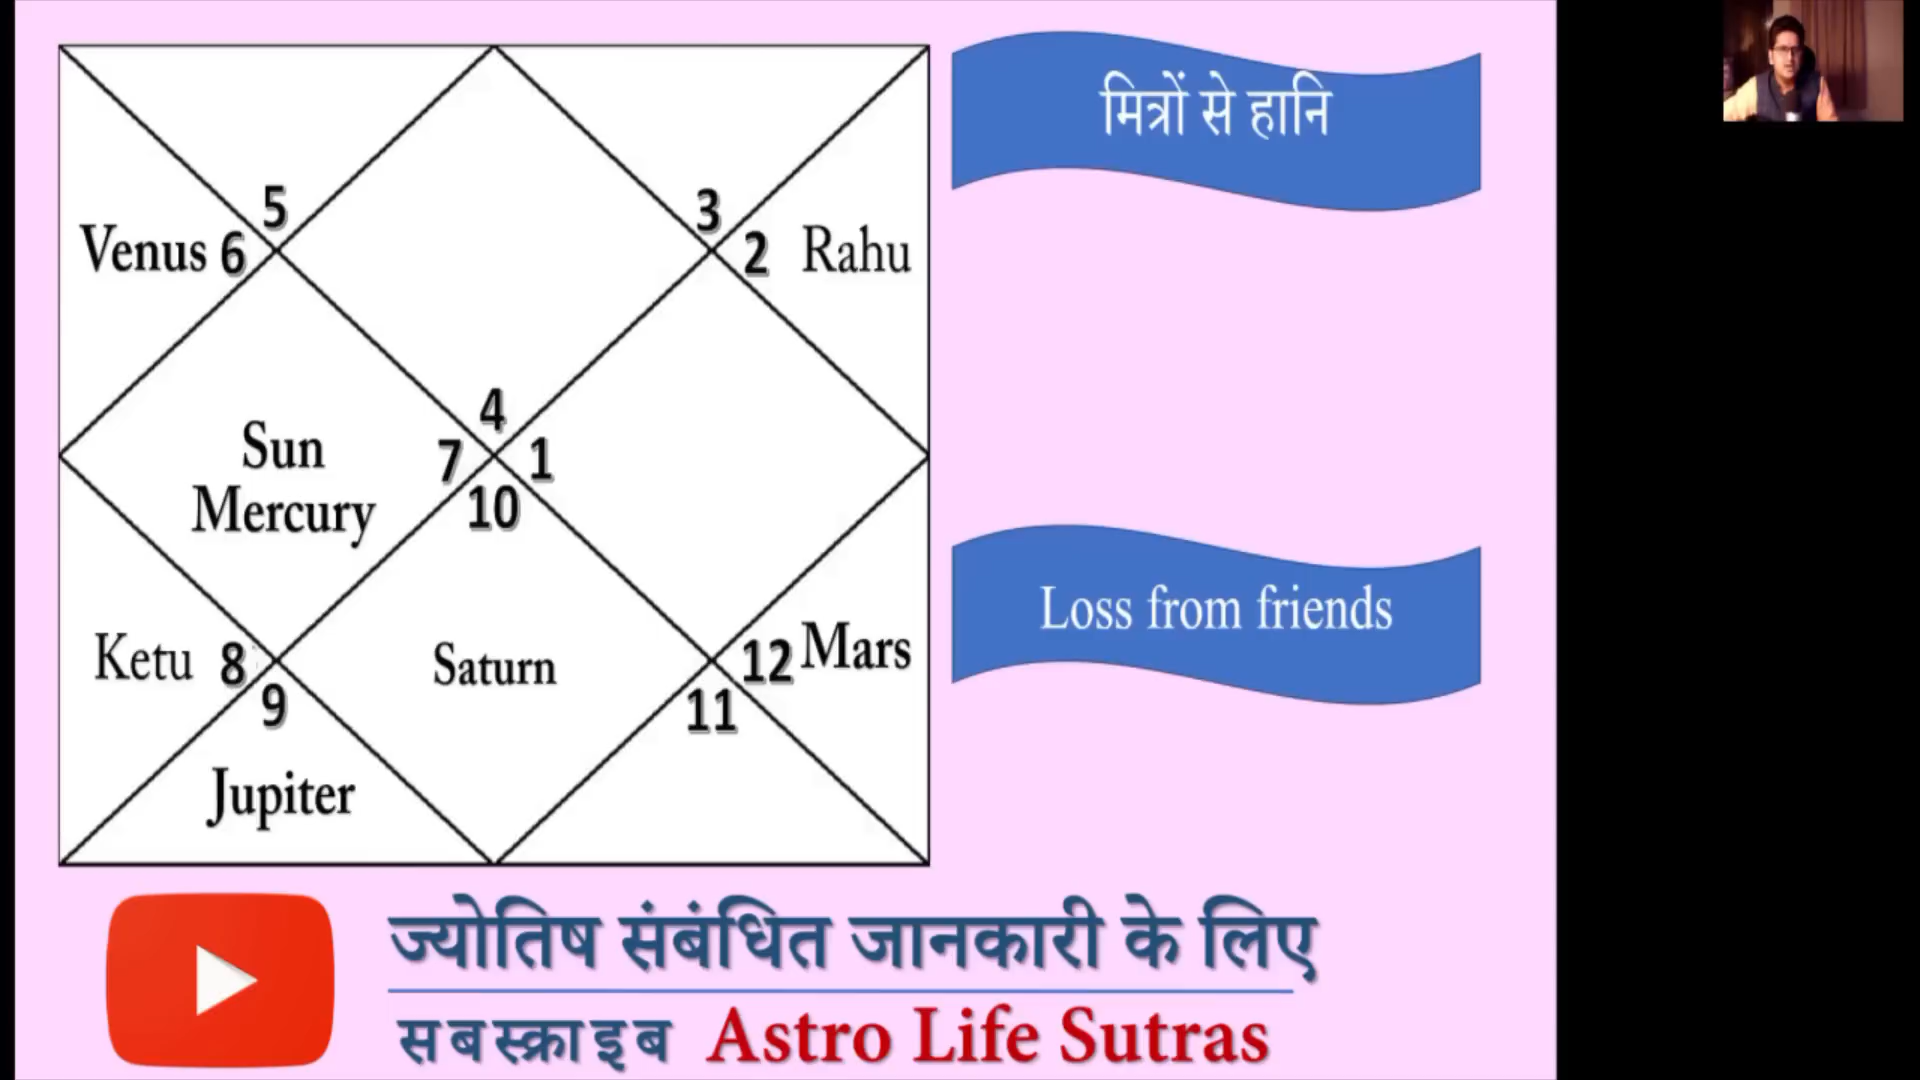 मित्रों से हानि
5
3
Venus 6
2 Rahu
4
Sun
7
1
Mercury
10
Loss from friends
Ketu 8
Saturn
12 Mars
9
11
Jupiter
ज्योतिष संबंधित जानकारी के लिए
सबस्क्राइब Astro Life Sutras